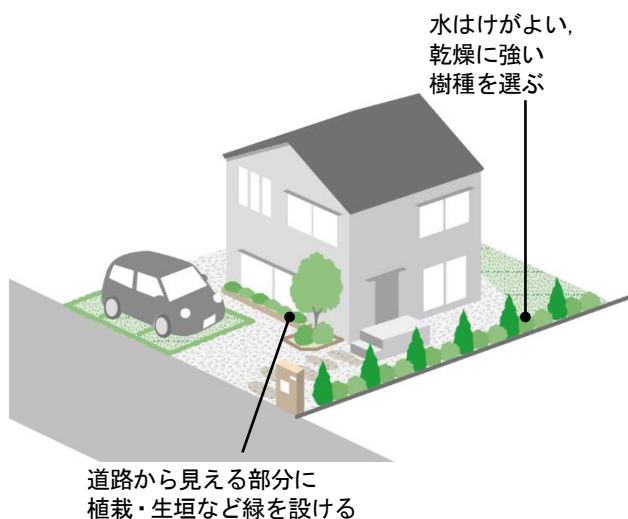 水はけがよい,
乾燥に強い
樹種を選ぶ
道路から見える部分に
植栽・生垣など緑を設ける